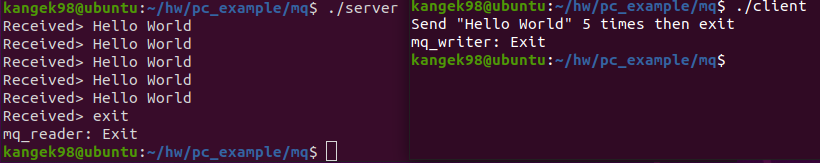 kangek98@ubuntu:~/hw/pc_example/mq$ ./server
Received> Hello World
Received> Hello World
Received> Hello World
Received> Hello World
Received> Hello World
Received> exit
mq_reader: Exit
kangek98@ubuntu:~/hw/pc_example/mq$
kangek98@ubuntu:~/hw/pc_example/mq$ ./client
Send "Hello World" 5 times then exit
mq_writer: Exit
kangek98@ubuntu:~/hw/pc_example/mq$